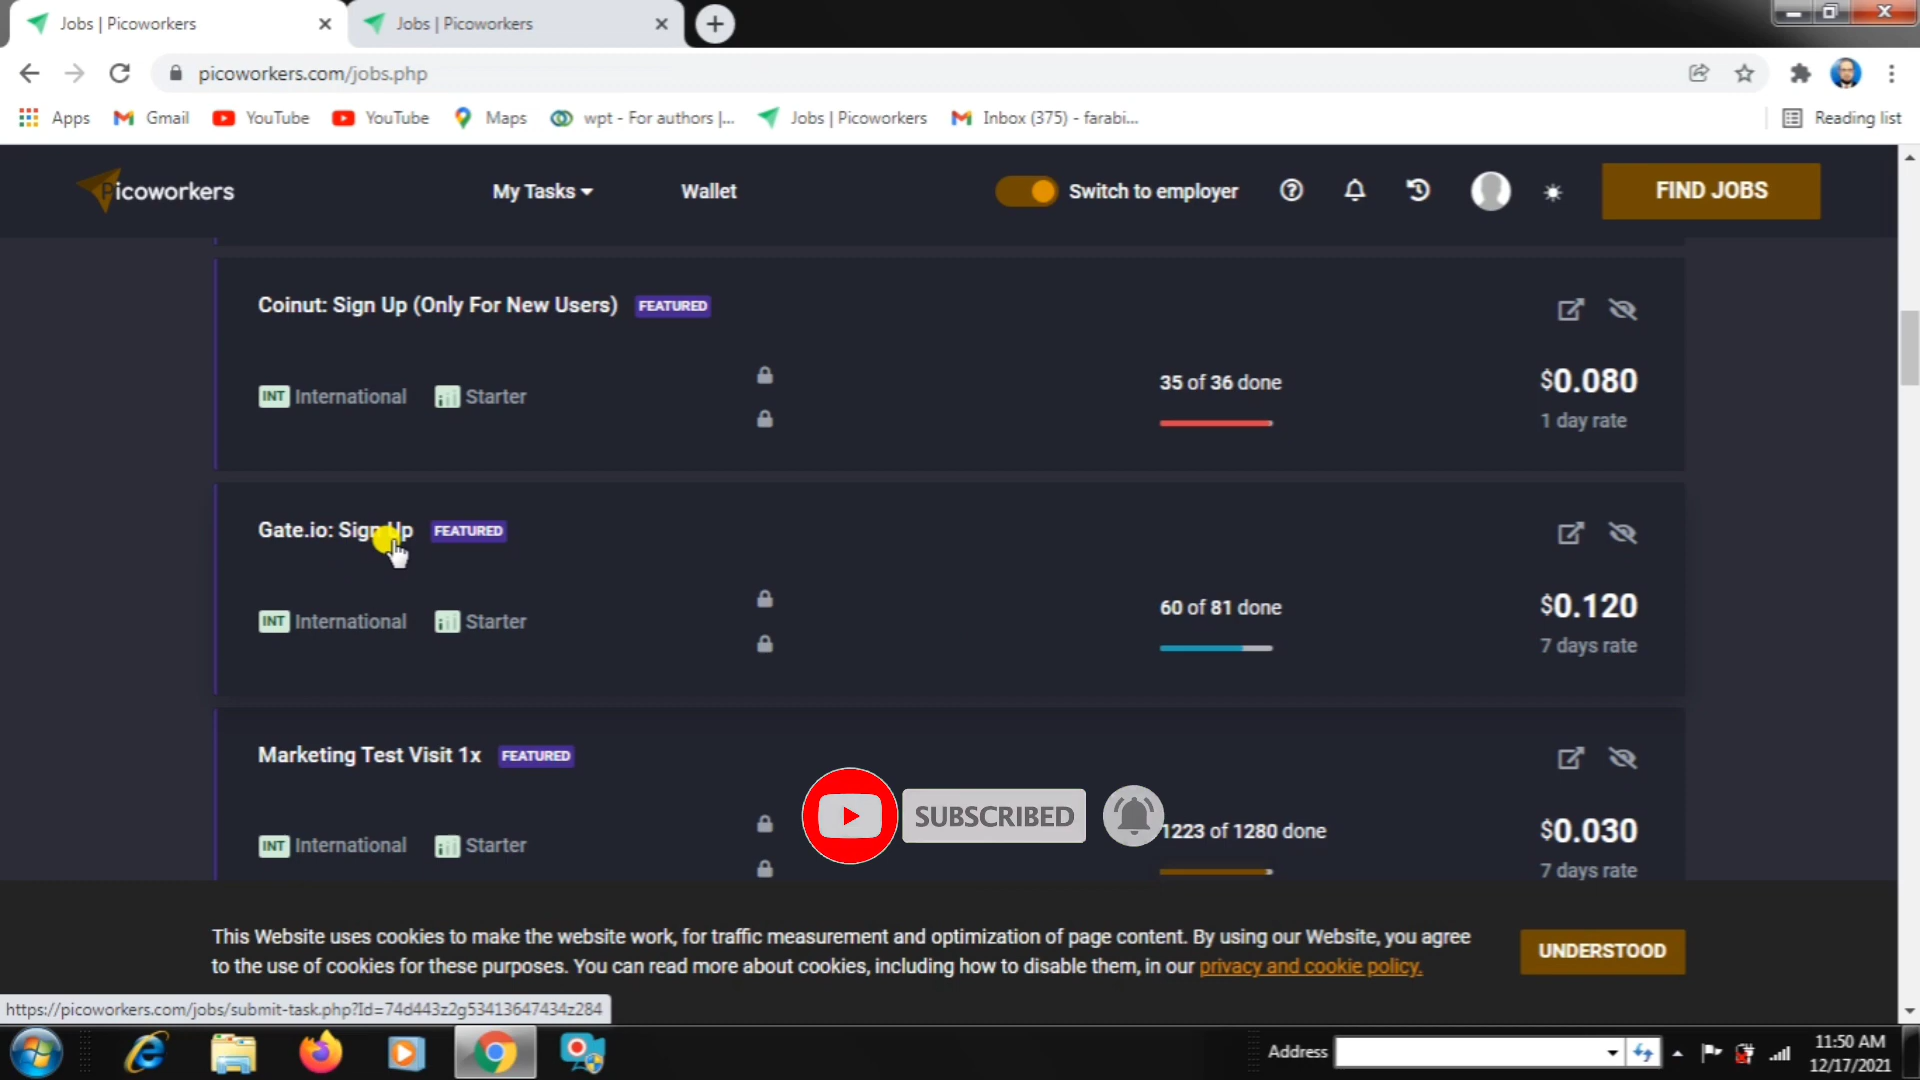 Jobs | Picoworkers
Jobs | Picoworkers
picoworkers.com/jobs.php
Apps
Gmail
YouTube
YouTube
Maps
wpt - For authors |...
Jobs | Picoworkers
Inbox (375) - farabi...
Reading list
Picoworkers
My Tasks
Wallet
Switch to employer
FIND JOBS
Coinut: Sign Up (Only For New Users)
FEATURED
INT International
Starter
35 of 36 done
$0.080
1 day rate
Gate.io: Sign Up
FEATURED
INT International
Starter
60 of 81 done
$0.120
7 days rate
Marketing Test Visit 1x
FEATURED
INT International
Starter
SUBSCRIBED
1223 of 1280 done
$0.030
7 days rate
This Website uses cookies to make the website work, for traffic measurement and optimization of page content. By using our Website, you agree
to the use of cookies for these purposes. You can read more about cookies, including how to disable them, in our privacy and cookie policy.
UNDERSTOOD
https://picoworkers.com/jobs/submit-task.php?Id=74d443z2g53413647434z284
Address
11:50 AM
12/17/2021